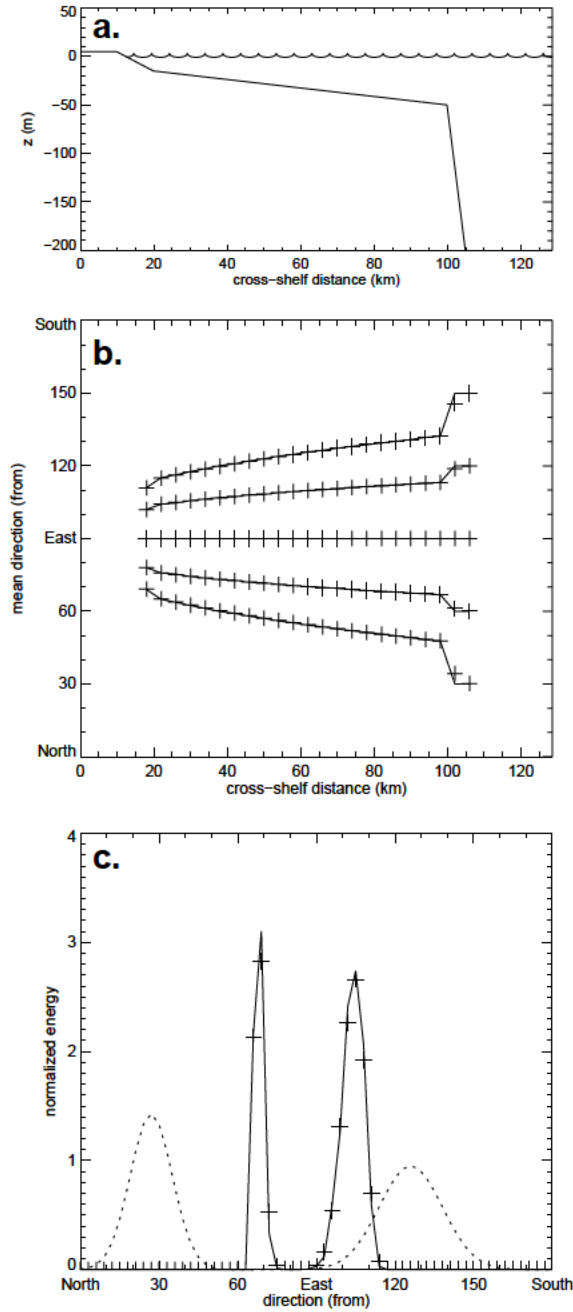 a.
50
0
−50
−100
−150
−200
z (m)
0 20 40 60 80 100 120
cross−shelf distance (km)
b.
South
150
120
East
60
30
North
mean direction (from)
0 20 40 60 80 100 120
cross−shelf distance (km)
c.
4
3
2
1
0
normalized energy
North 30 60 East 120 150 South
direction (from)